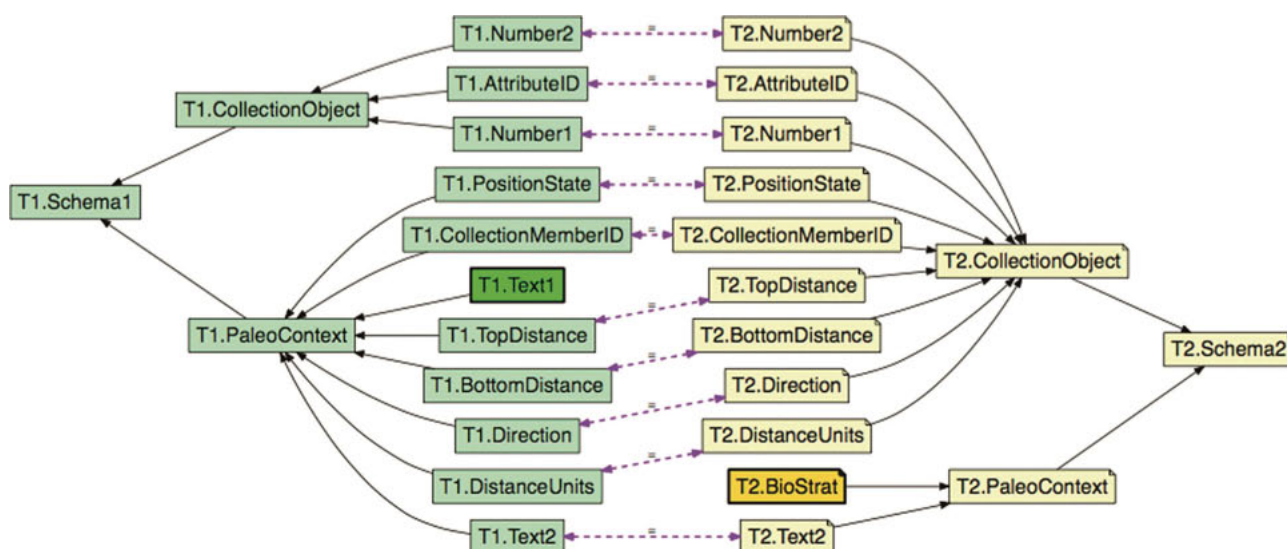 T1.Number2 = T2.Number2
T1.AttributeID = T2.AttributeID
T1.CollectionObject
T1.Number1 = T2.Number1
T1.PositionState = T2.PositionState
T1.Schema1
T1.CollectionMemberID = T2.CollectionMemberID
T2.CollectionObject
T1.Text1
T2.TopDistance
=
T1.PaleoContext
T1.TopDistance
T2.BottomDistance
T2.Schema2
=
T1.BottomDistance
T2.Direction
=
T1.Direction
T2.DistanceUnits
=
T1.DistanceUnits
T2.BioStrat
T2.PaleoContext
T1.Text2 = T2.Text2